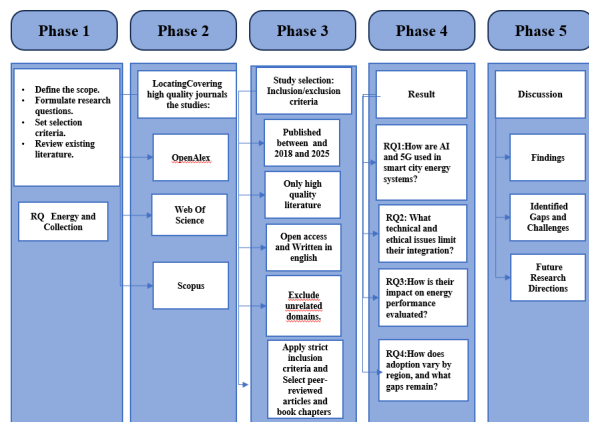 Phase 1
Phase 2
Phase 3
Phase 4
Phase 5
• Define the scope.
• Formulate research
questions.
• Set selection
criteria.
• Review existing
literature.
RQ Energy and
Collection
LocatingCovering
high quality journals
the studies:
OpenAlex
Web Of
Science
Scopus
Study selection:
Inclusion/exclusion
criteria
Published
between and
2018 and 2025
Only high
quality
literature
Open access
and Written in
english
Exclude
unrelated
domains.
Apply strict
inclusion
criteria and
Select peer-
reviewed
articles and
book chapters
Result
RQ1:How are AI
and 5G used in
smart city energy
systems?
RQ2: What
technical and
ethical issues limit
their integration?
RQ3:How is their
impact on energy
performance
evaluated?
RQ4:How does
adoption vary by
region, and what
gaps remain?
Discussion
Findings
Identified
Gaps and
Challenges
Future
Research
Directions